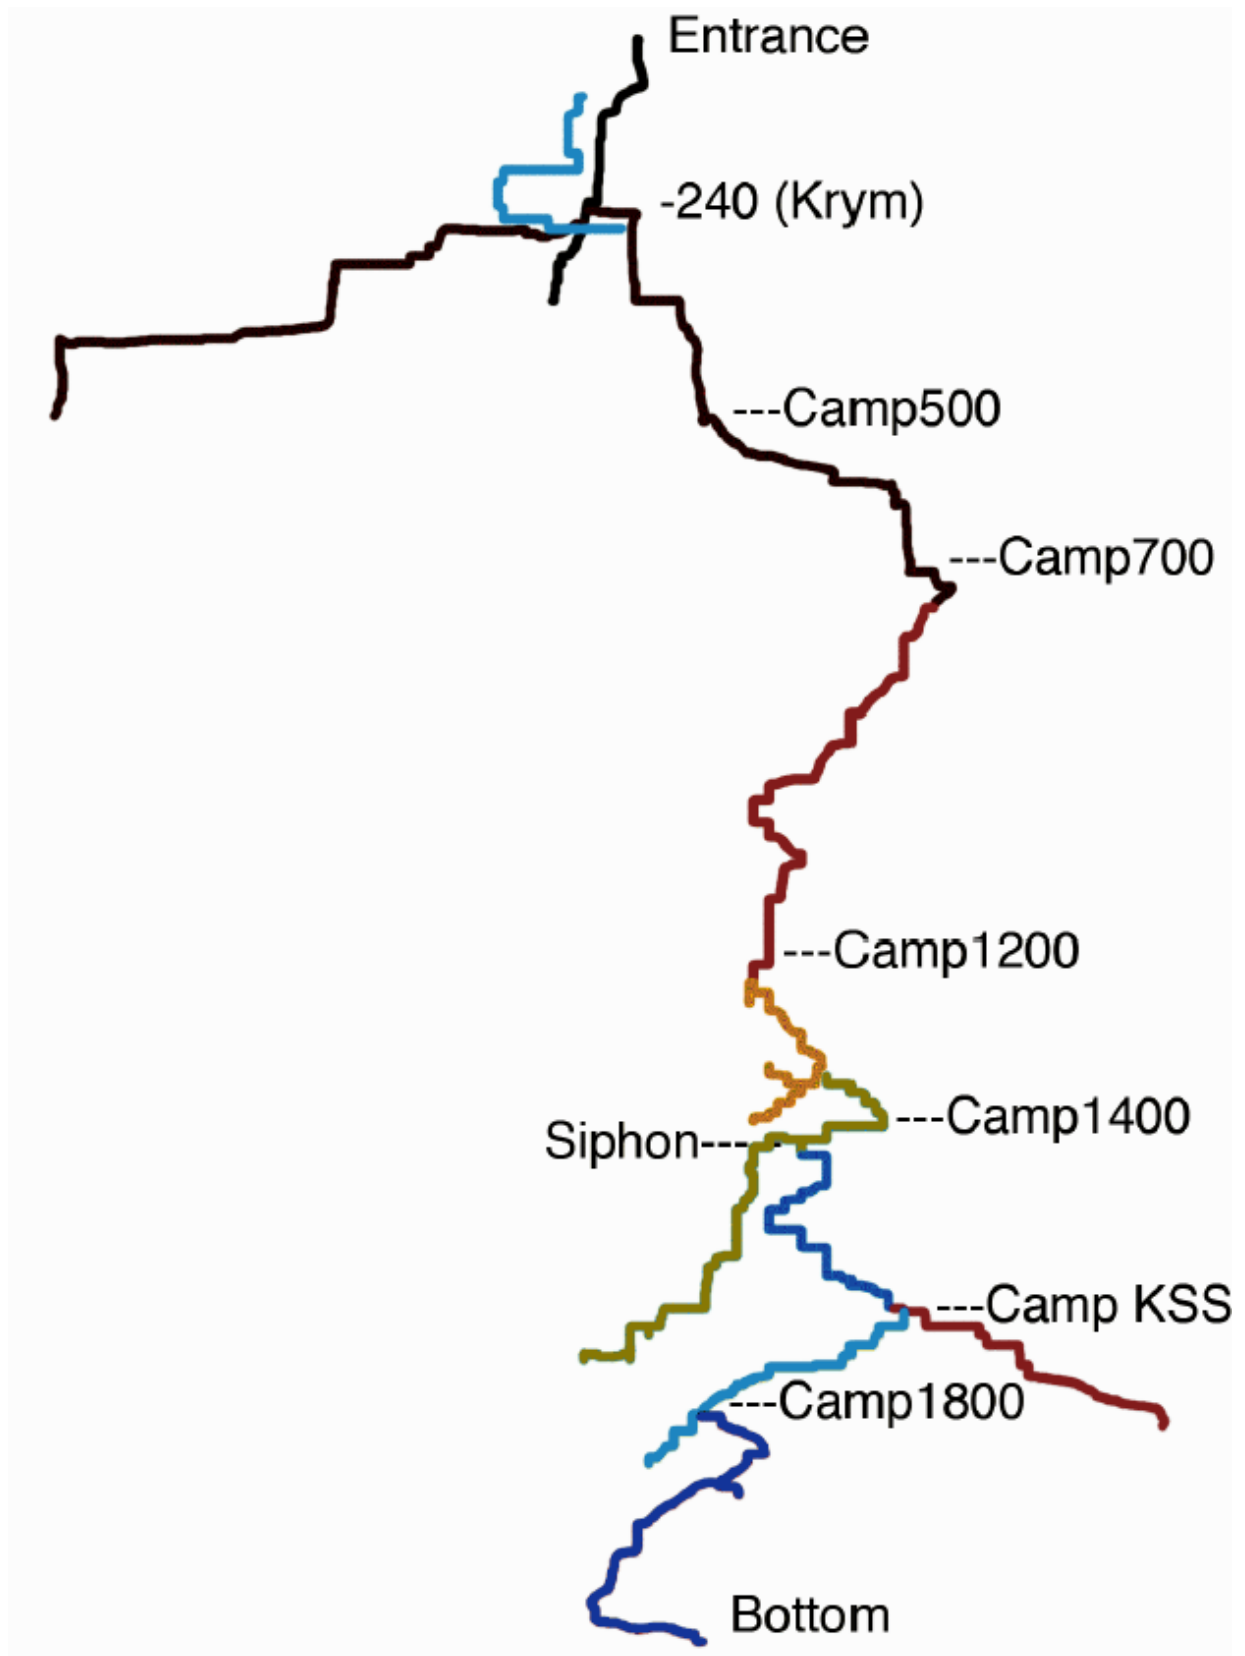 Entrance
-240 (Krym)
---Camp500
---Camp700
---Camp1200
---Camp1400
Siphon-----
---Camp KSS
---Camp1800
Bottom